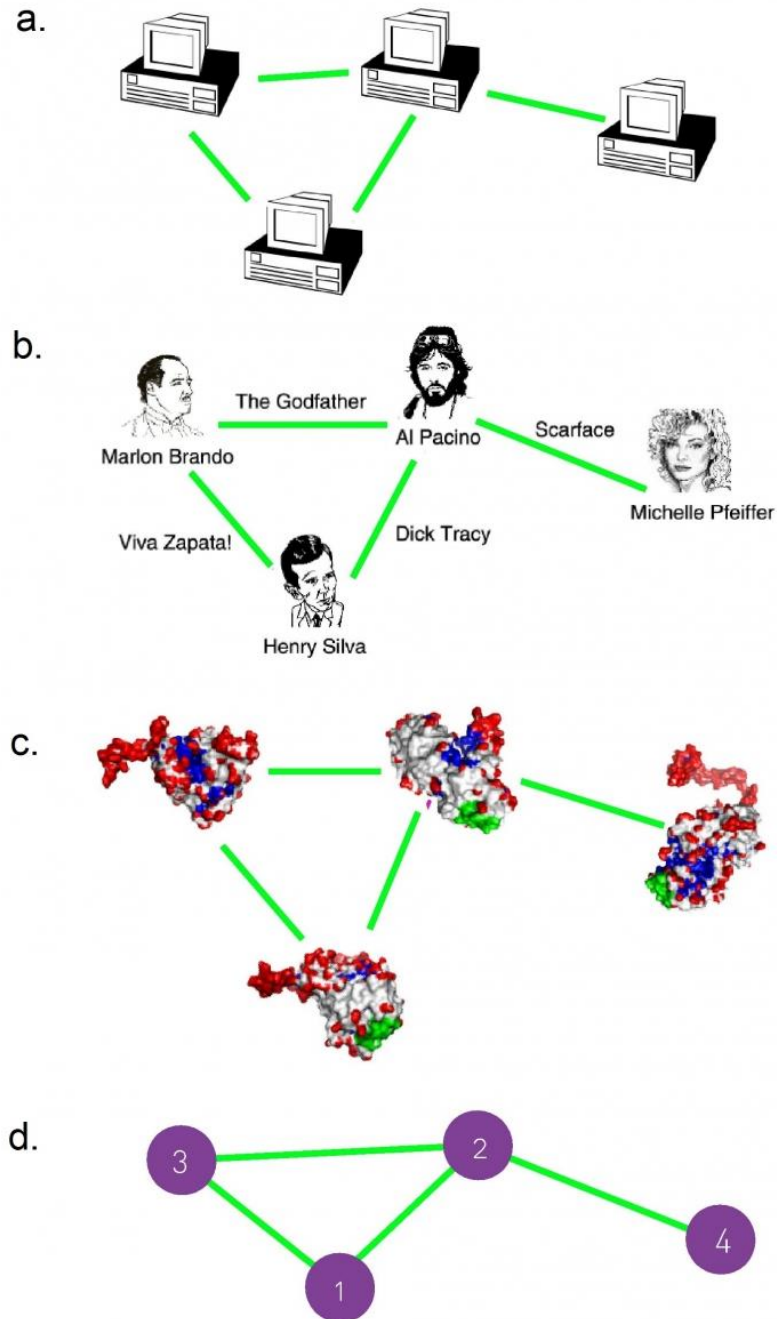 a.
b.
The Godfather
Marlon Brando
Al Pacino
Scarface
Michelle Pfeiffer
Viva Zapata!
Dick Tracy
Henry Silva
c.
d.
3
2
4
1